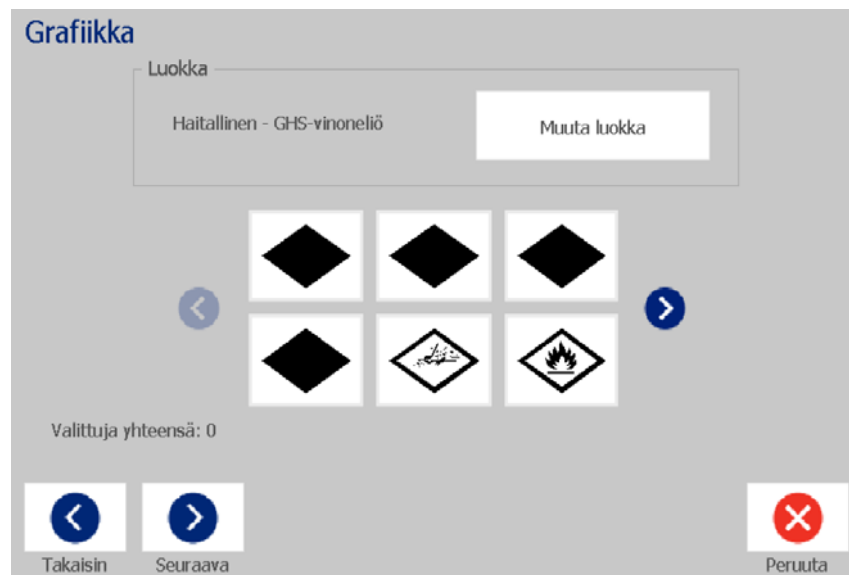 Grafiikka
Luokka
Haitallinen - GHS-vinoneliö
Muuta luokka
Valittuja yhteensä: 0
Takaisin
Seuraava
Peruuta